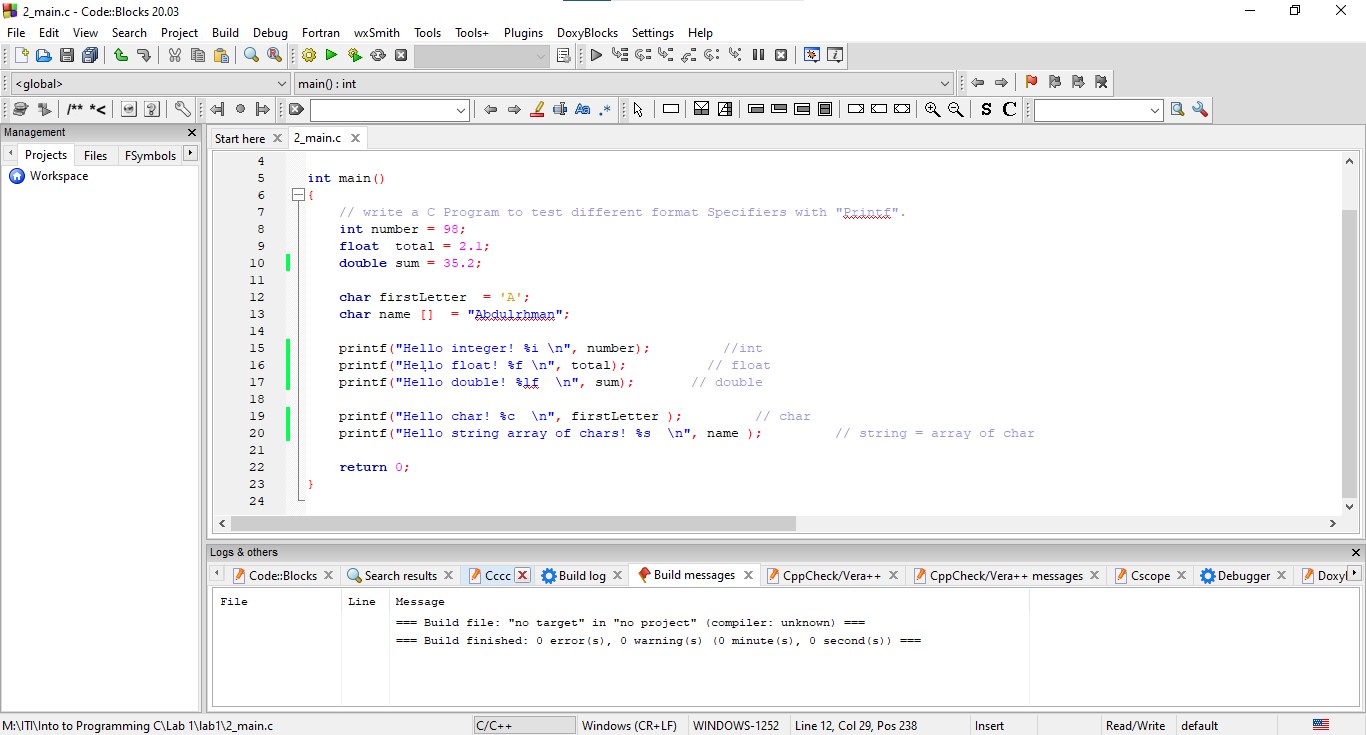 2_main.c - Code::Blocks 20.03
File Edit View Search Project Build Debug Fortran wxSmith Tools Tools+ Plugins DoxyBlocks Settings Help
<global> main() : int
/** *< Aa .* S C
Management
Projects Files FSymbols
Workspace
Start here 2_main.c
4
5 int main()
6 {
7 // write a C Program to test different format Specifiers with "Printf".
8 int number = 98;
9 float total = 2.1;
10 double sum = 35.2;
11
12 char firstLetter = 'A';
13 char name [] = "Abdulrhman";
14
15 printf("Hello integer! %i \n", number); //int
16 printf("Hello float! %f \n", total); // float
17 printf("Hello double! %lf \n", sum); // double
18
19 printf("Hello char! %c \n", firstLetter ); // char
20 printf("Hello string array of chars! %s \n", name ); // string = array of char
21
22 return 0;
23 }
24
Logs & others
Code::Blocks Search results Cccc Build log Build messages CppCheck/Vera++ CppCheck/Vera++ messages Cscope Debugger Doxyl
File Line Message
=== Build file: "no target" in "no project" (compiler: unknown) ===
=== Build finished: 0 error(s), 0 warning(s) (0 minute(s), 0 second(s)) ===
M:\ITI\Into to Programming C\Lab 1\lab1\2_main.c C/C++ Windows (CR+LF) WINDOWS-1252 Line 12, Col 29, Pos 238 Insert Read/Write default